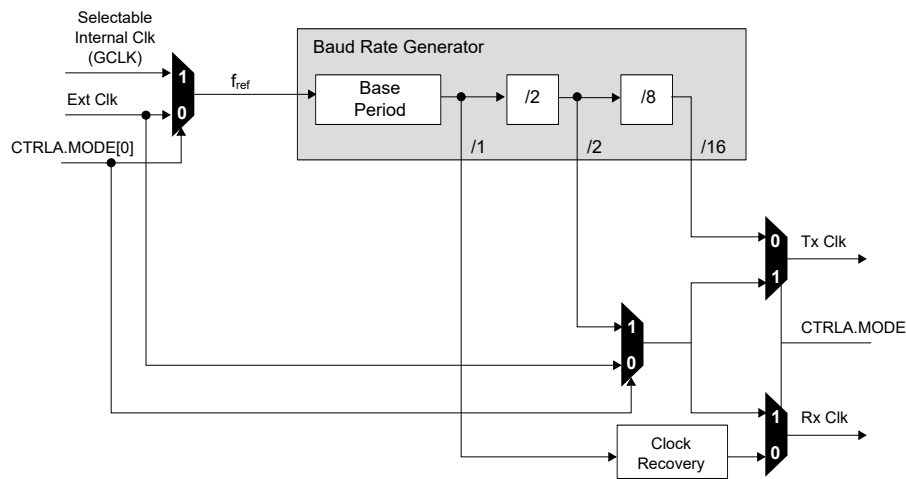 Selectable
Internal Clk
(GCLK)
Baud Rate Generator
1
fref
Base
Period
/2
/8
Ext Clk
0
CTRLA.MODE[0]
/1
/2
/16
0
Tx Clk
1
1
CTRLA.MODE
0
1
Rx Clk
Clock
Recovery
0